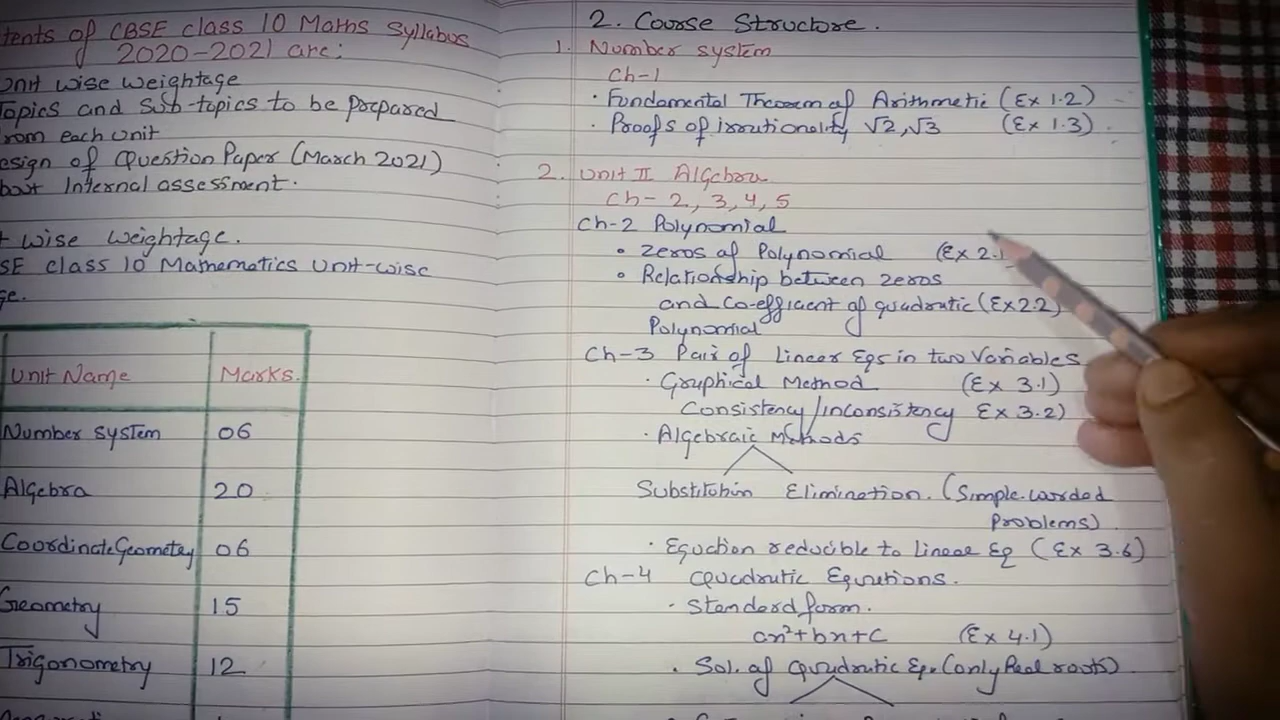 tents of CBSE class 10 Maths Syllabus
2020-2021 are:
Unit wise weightage
Topics and Sub-topics to be Prepared
rom each unit
esign of Question Paper (March 2021)
bout Internal assessment.
t wise weightage.
SE class 10 Mathematics Unit-wise
ge.
Unit Name Marks.
Number system 06
Algebra 20
Coordinate Geometry 06
Geometry 15
Trigonometry 12
2. Course Structure.
1. Number system
Ch-1
· Fundamental Theorem of Arithmetic (Ex 1.2)
· Proofs of irrationality √2, √3 (Ex 1.3).
2. Unit II Algebra
Ch- 2, 3, 4, 5
Ch-2 Polynomial
• Zeros of Polynomial (Ex 2.1
• Relationship between zeros
and Co-efficient of quadratic (Ex 2.2)
Polynomial
Ch-3 Pair of Linear Eqs in two Variables
· Graphical Method (Ex 3.1)
Consistency/inconsistency Ex 3.2)
· Algebraic Methods
Substitution Elimination. (Simple worded
Problems).
· Equation reducible to linear Eq (Ex 3.6)
Ch-4 Quadratic Equations.
· Standard form.
ax²+bx+c (Ex 4.1)
· Sol. of Quadratic Eq. (only Real roots)